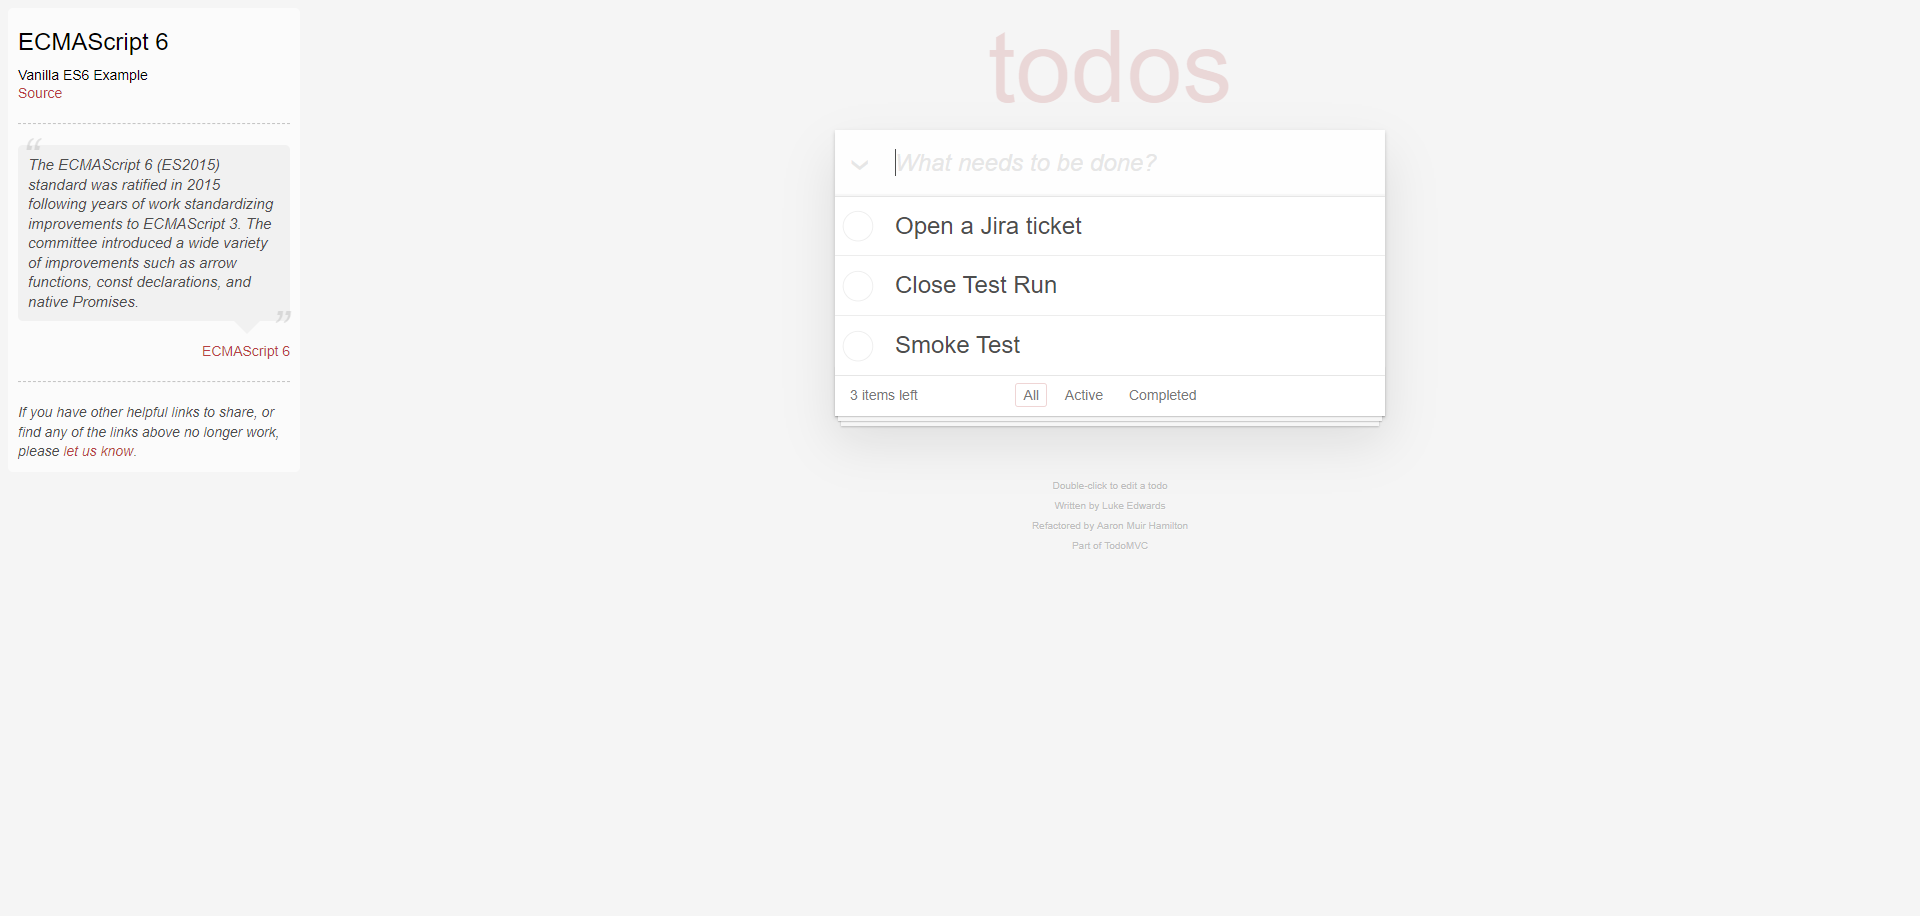 ECMAScript 6
Vanilla ES6 Example
Source
“
The ECMAScript 6 (ES2015)
standard was ratified in 2015
following years of work standardizing
improvements to ECMAScript 3. The
committee introduced a wide variety
of improvements such as arrow
functions, const declarations, and
native Promises.
”
ECMAScript 6
If you have other helpful links to share, or
find any of the links above no longer work,
please let us know.
todos
What needs to be done?
Open a Jira ticket
Close Test Run
Smoke Test
3 items left All Active Completed
Double-click to edit a todo
Written by Luke Edwards
Refactored by Aaron Muir Hamilton
Part of TodoMVC